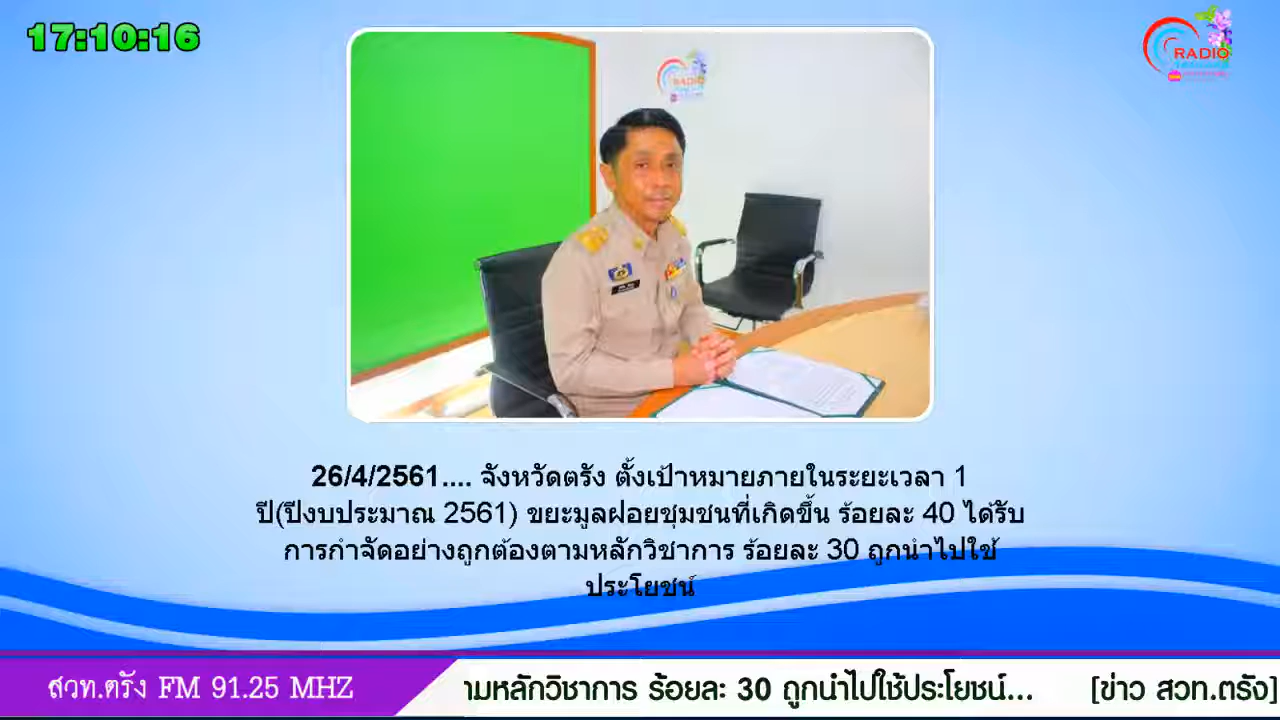 17:10:16
RADIO
RADIO
26/4/2561.... จังหวัดตรัง ตั้งเป้าหมายภายในระยะเวลา 1
ปี(ปีงบประมาณ 2561) ขยะมูลฝอยชุมชนที่เกิดขึ้น ร้อยละ 40 ได้รับ
การกำจัดอย่างถูกต้องตามหลักวิชาการ ร้อยละ 30 ถูกนำไปใช้
ประโยชน์
สวท.ตรัง FM 91.25 MHZ
ามหลักวิชาการ ร้อยละ 30 ถูกนำไปใช้ประโยชน์... [ข่าว สวท.ตรัง]